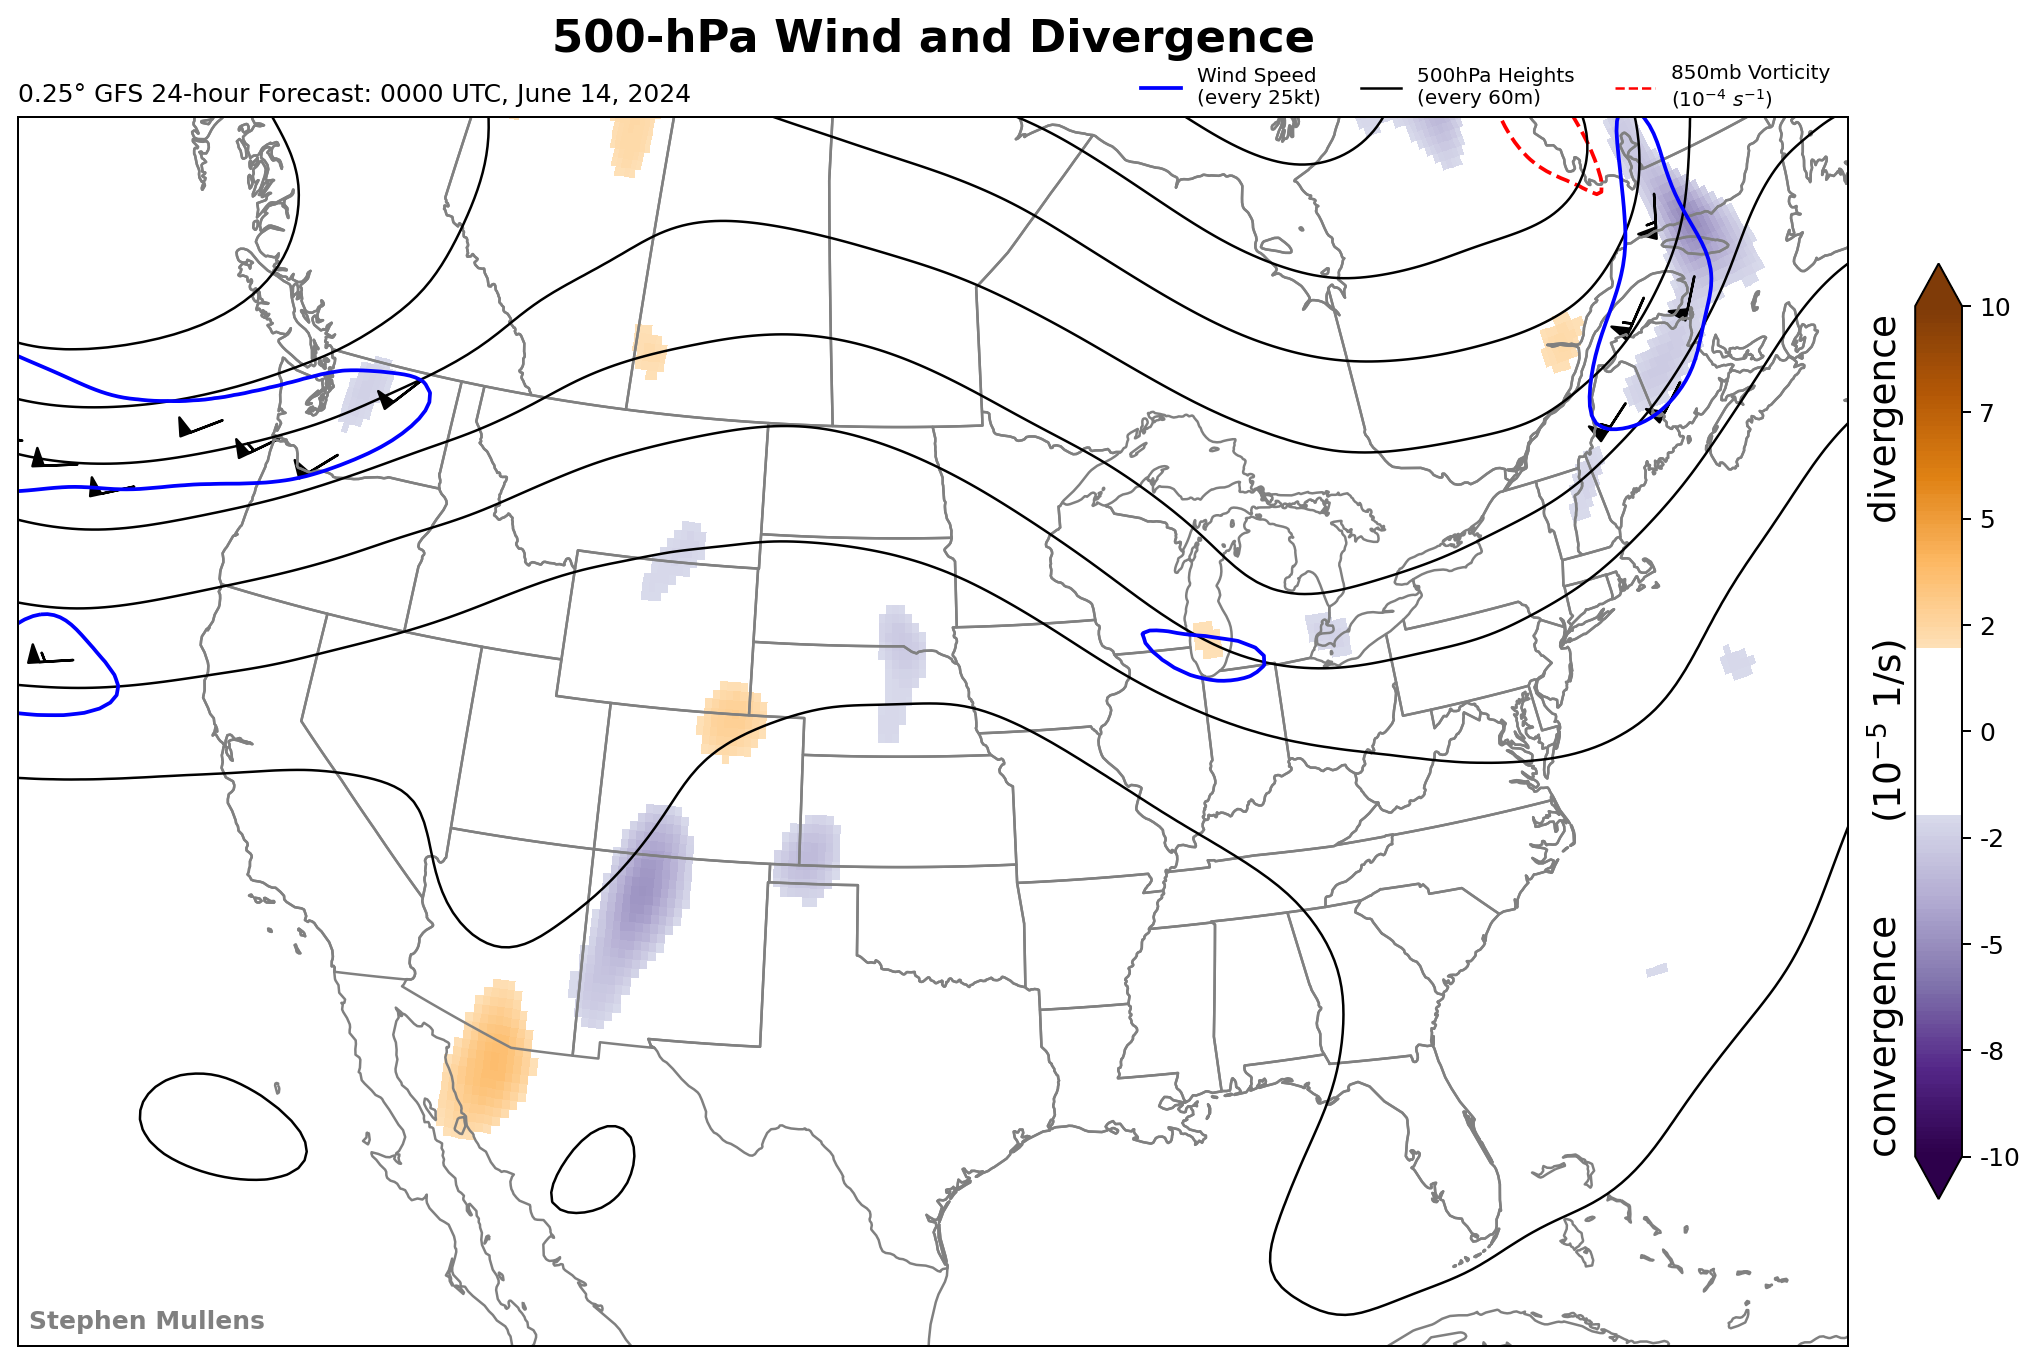 500-hPa Wind and Divergence
0.25° GFS 24-hour Forecast: 0000 UTC, June 14, 2024
Wind Speed
(every 25kt)
500hPa Heights
(every 60m)
850mb Vorticity
(10⁻⁴ s⁻¹)
10
7
5
2
0
-2
-5
-8
-10
convergence (10⁻⁵ 1/s) divergence
Stephen Mullens